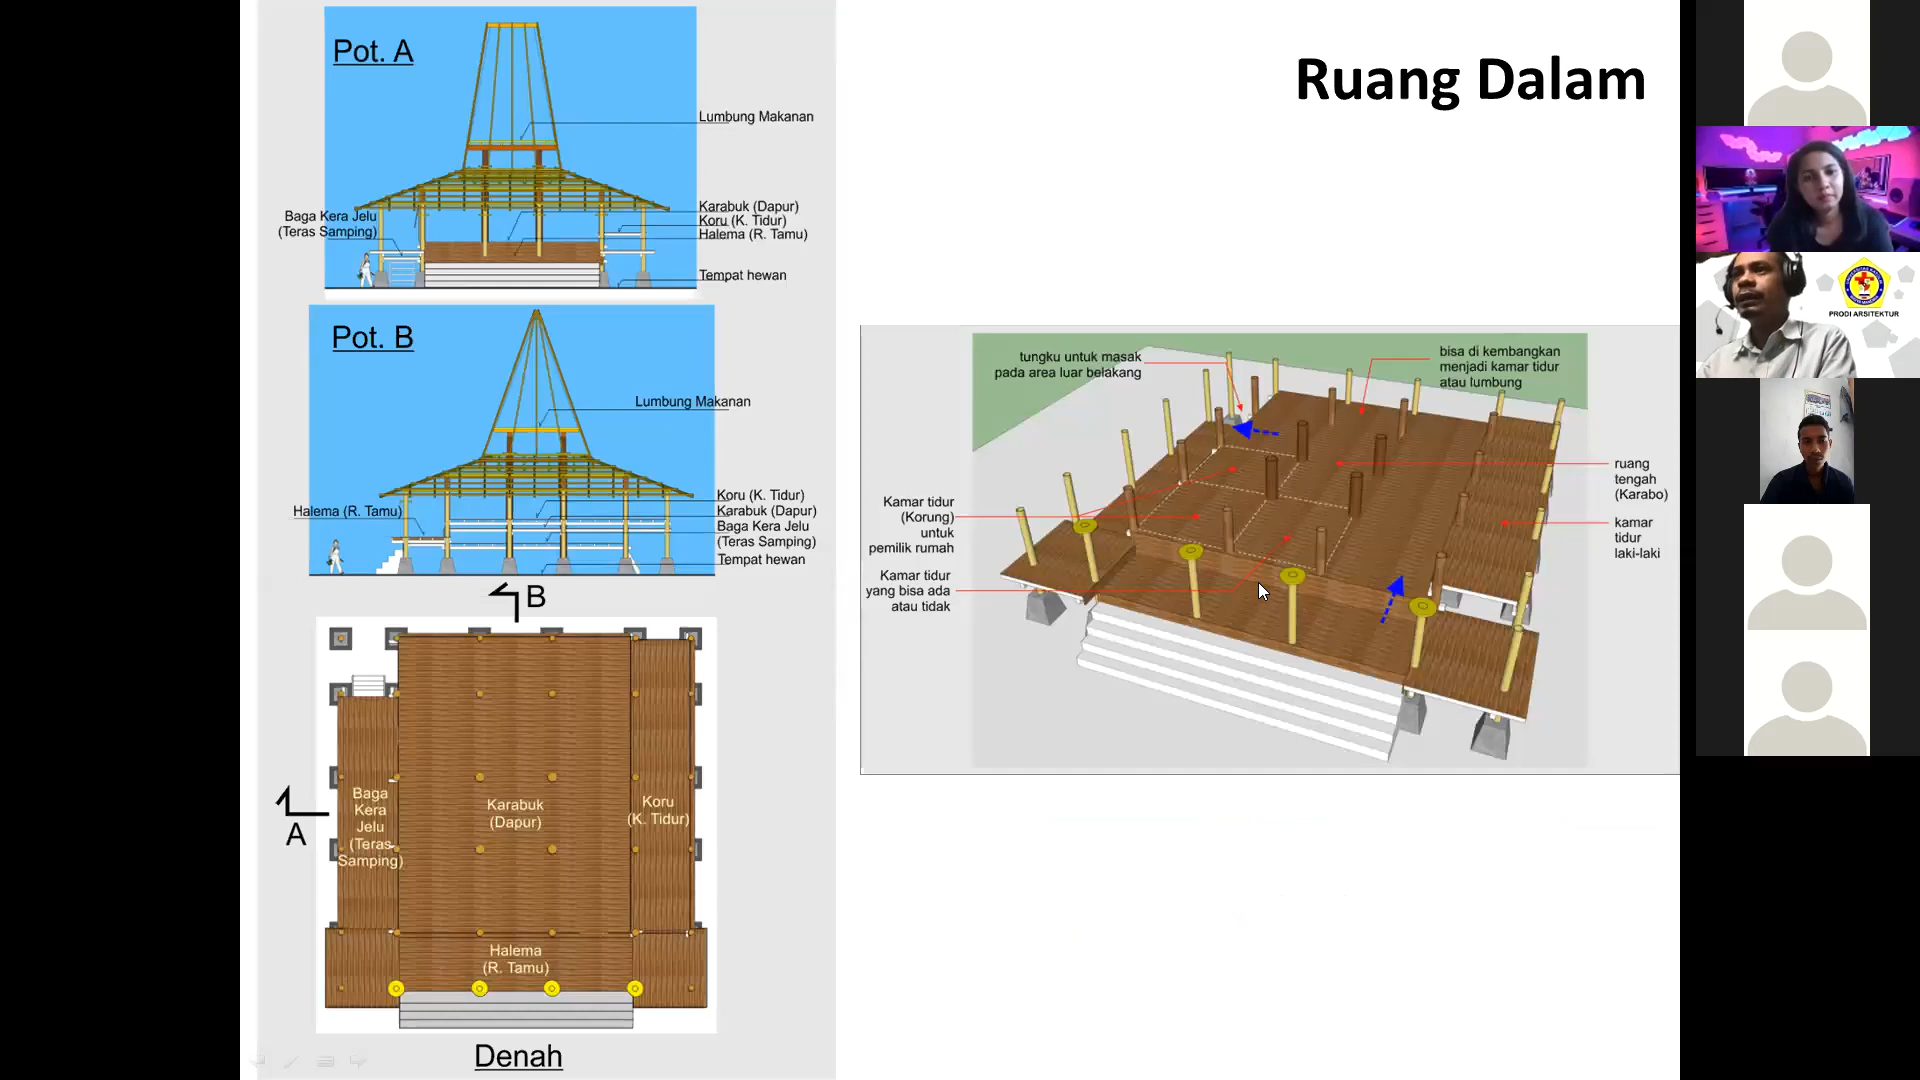 Ruang Dalam
Pot. A
Lumbung Makanan
Karabuk (Dapur)
Koru (K. Tidur)
Halema (R. Tamu)
Baga Kera Jelu
(Teras Samping)
Tempat hewan
Pot. B
Lumbung Makanan
Koru (K. Tidur)
Karabuk (Dapur)
Baga Kera Jelu
(Teras Samping)
Tempat hewan
Halema (R. Tamu)
B
A
Baga
Kera
Jelu
(Teras
Samping)
Karabuk
(Dapur)
Koru
(K. Tidur)
Halema
(R. Tamu)
Denah
tungku untuk masak
pada area luar belakang
bisa di kembangkan
menjadi kamar tidur
atau lumbung
ruang
tengah
(Karabo)
kamar
tidur
laki-laki
Kamar tidur
(Korung)
untuk
pemilik rumah
Kamar tidur
yang bisa ada
atau tidak
PRODI ARSITEKTUR